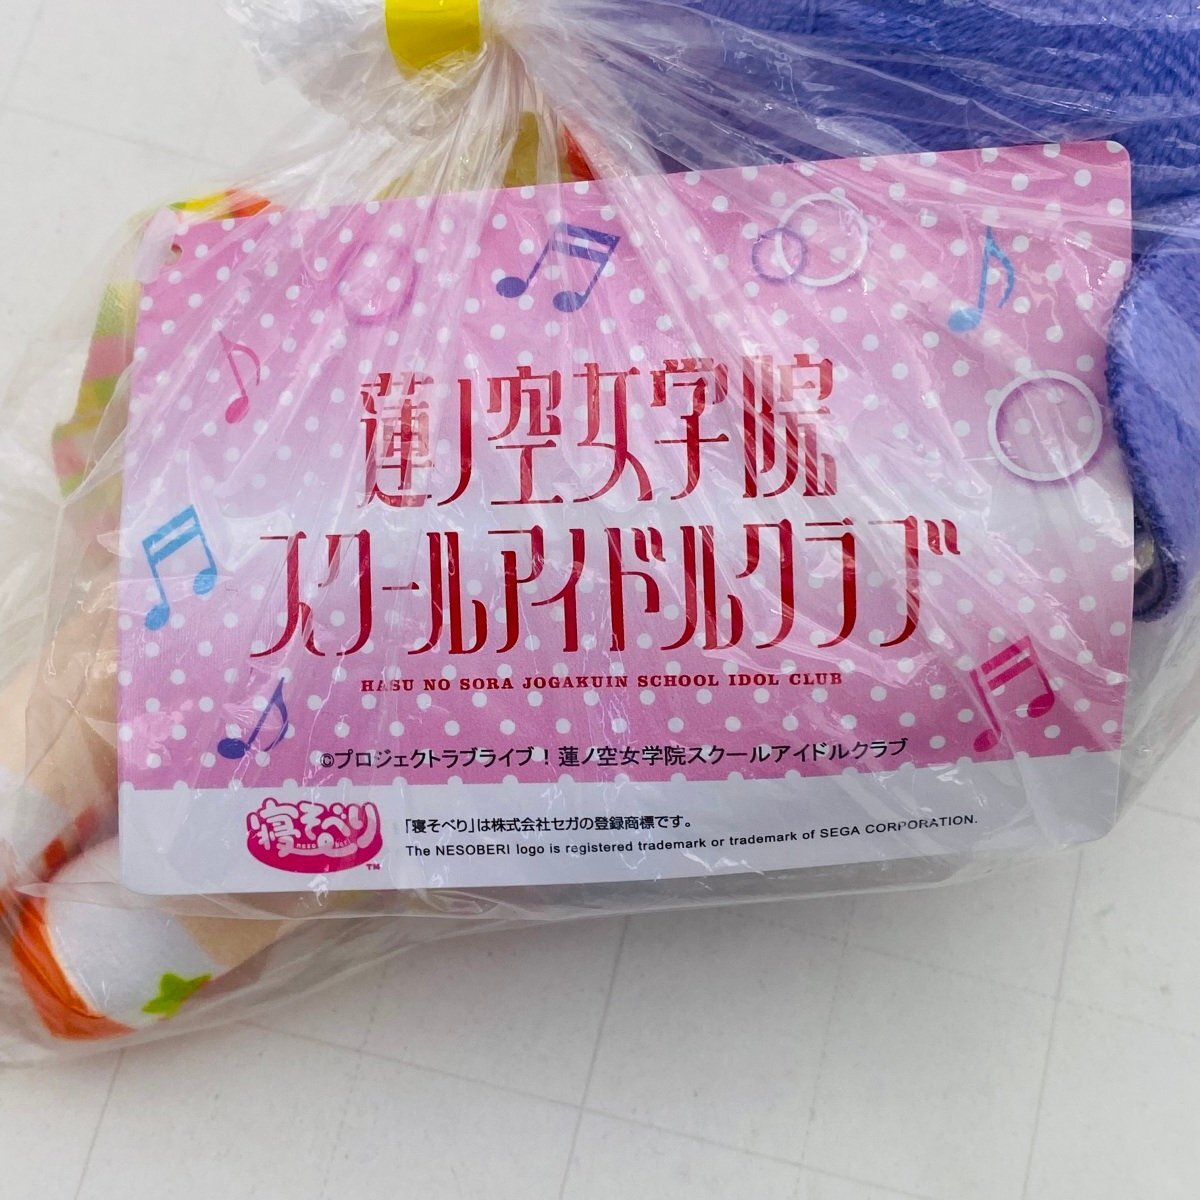 蓮ノ空女学院
スクールアイドルクラブ
HASU NO SORA JOGAKUIN SCHOOL IDOL CLUB
©プロジェクトラブライブ！蓮ノ空女学院スクールアイドルクラブ
寝そべり
neso beri
TM
「寝そべり」は株式会社セガの登録商標です。
The NESOBERI logo is registered trademark or trademark of SEGA CORPORATION.